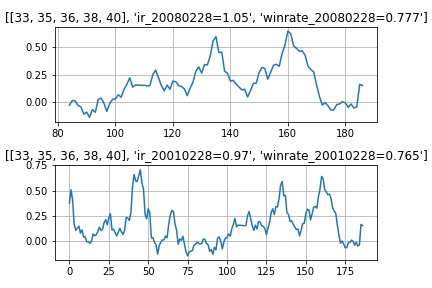 [[33, 35, 36, 38, 40], 'ir_20080228=1.05', 'winrate_20080228=0.777']
0.50
0.25
0.00
80 100 120 140 160 180
[[33, 35, 36, 38, 40], 'ir_20010228=0.97', 'winrate_20010228=0.765']
0.75
0.50
0.25
0.00
0 25 50 75 100 125 150 175